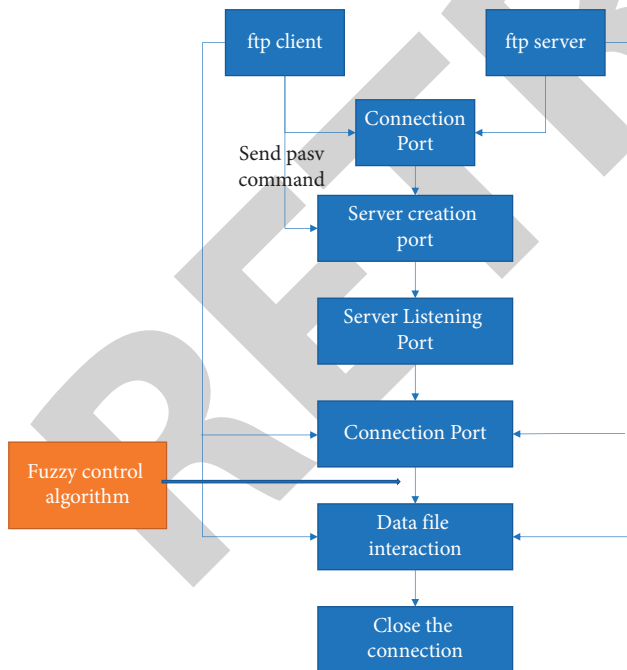 ftp client
ftp server
Connection
Port
Send pasv
command
Server creation
port
Server Listening
Port
Connection Port
Fuzzy control
algorithm
Data file
interaction
Close the
connection
RETR